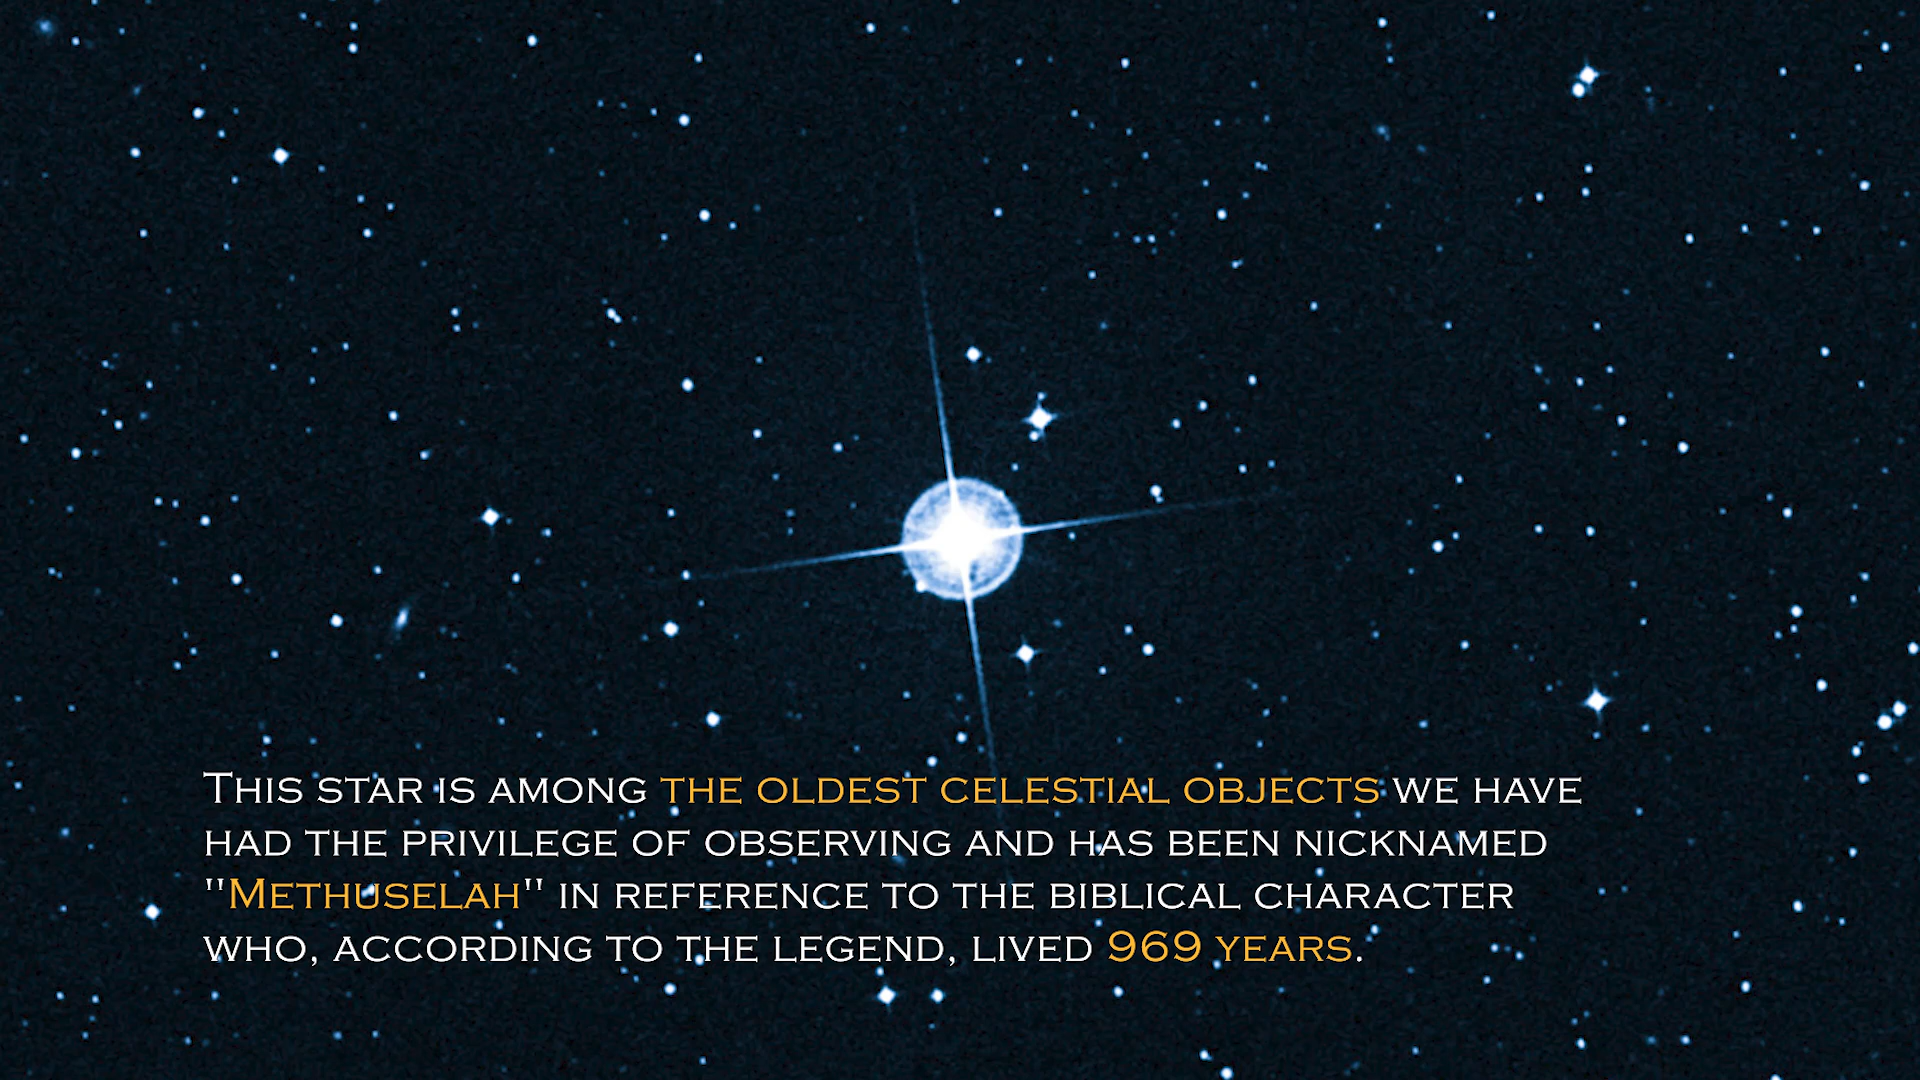 This star is among the oldest celestial objects we have
had the privilege of observing and has been nicknamed
"Methuselah" in reference to the biblical character
who, according to the legend, lived 969 years.